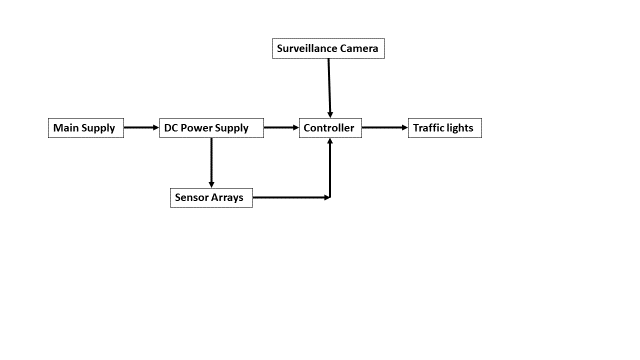 Surveillance Camera
Main Supply
DC Power Supply
Controller
Traffic lights
Sensor Arrays